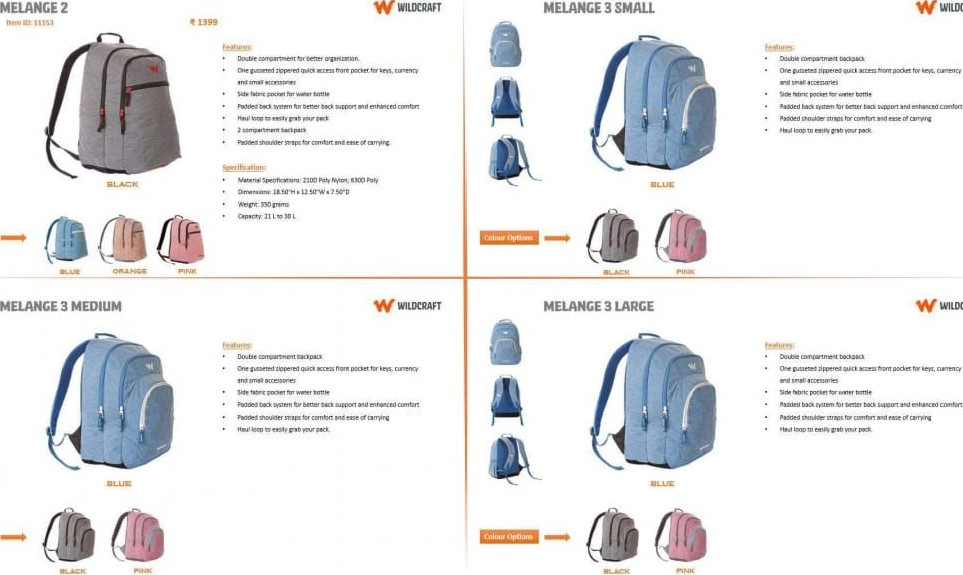 MELANGE 2
WILDCRAFT
Item ID: 11153
₹ 1399
Features:
• Double compartment for better organization.
• One gusseted zippered quick access front pocket for keys, currency
and small accessories
• Side fabric pocket for water bottle
• Padded back system for better back support and enhanced comfort
• Haul loop to easily grab your pack
• 2 compartment backpack
• Padded shoulder straps for comfort and ease of carrying.
Specification:
• Material Specifications: 210D Poly Nylon; 630D Poly
• Dimensions: 18.50"H x 12.50"W x 7.50"D
• Weight: 350 grams
• Capacity: 21 L to 30 L
BLACK
BLUE
ORANGE
PINK
MELANGE 3 SMALL
WILDC
Features:
• Double compartment backpack
• One gusseted zippered quick access front pocket for keys, currency
and small accessories
• Side fabric pocket for water bottle
• Padded back system for better back support and enhanced comfort
• Padded shoulder straps for comfort and ease of carrying
• Haul loop to easily grab your pack.
BLUE
Colour Options
BLACK
PINK
MELANGE 3 MEDIUM
WILDCRAFT
Features:
• Double compartment backpack
• One gusseted zippered quick access front pocket for keys, currency
and small accessories
• Side fabric pocket for water bottle
• Padded back system for better back support and enhanced comfort
• Padded shoulder straps for comfort and ease of carrying
• Haul loop to easily grab your pack.
BLUE
BLACK
PINK
MELANGE 3 LARGE
WILDC
Features:
• Double compartment backpack
• One gusseted zippered quick access front pocket for keys, currency
and small accessories
• Side fabric pocket for water bottle
• Padded back system for better back support and enhanced comfort
• Padded shoulder straps for comfort and ease of carrying
• Haul loop to easily grab your pack.
BLUE
Colour Options
BLACK
PINK